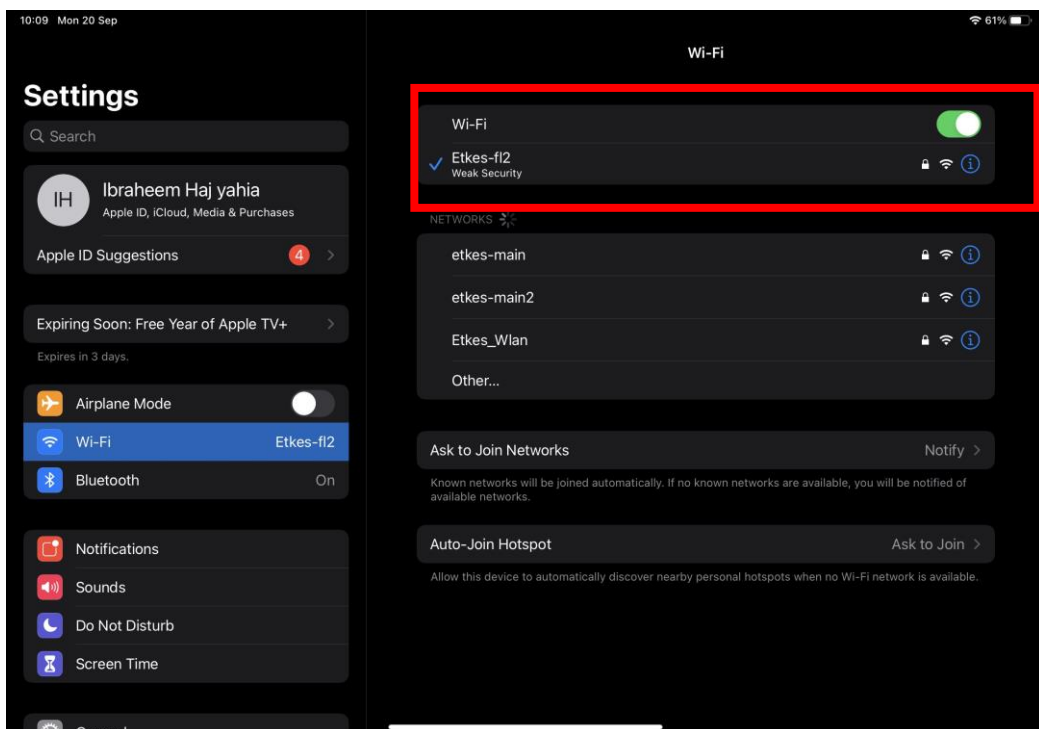 10:09 Mon 20 Sep
61%
Settings
Search
IH
Ibraheem Haj yahia
Apple ID, iCloud, Media & Purchases
Apple ID Suggestions
4
Expiring Soon: Free Year of Apple TV+
Expires in 3 days.
Airplane Mode
Wi-Fi Etkes-fl2
Bluetooth On
Notifications
Sounds
Do Not Disturb
Screen Time
Wi-Fi
Wi-Fi
Etkes-fl2
Weak Security
NETWORKS
etkes-main
etkes-main2
Etkes_Wlan
Other...
Ask to Join Networks Notify
Known networks will be joined automatically. If no known networks are available, you will be notified of
available networks.
Auto-Join Hotspot Ask to Join
Allow this device to automatically discover nearby personal hotspots when no Wi-Fi network is available.